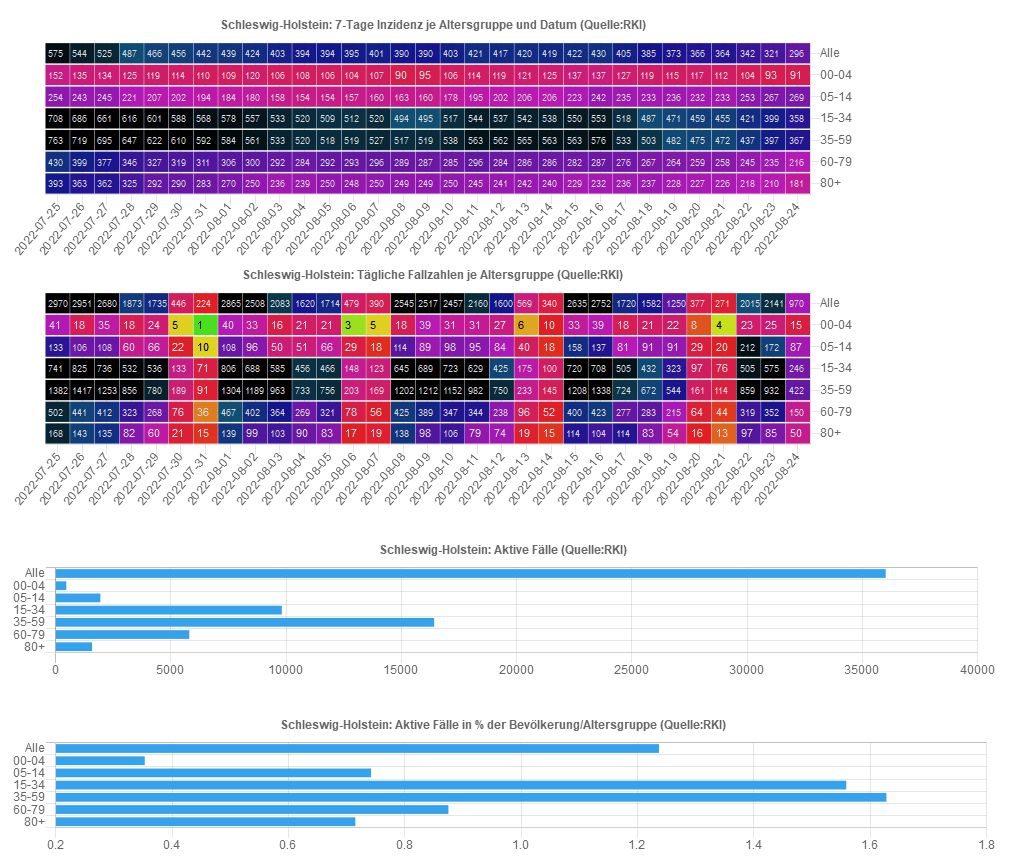 Schleswig-Holstein: 7-Tage Inzidenz je Altersgruppe und Datum (Quelle:RKI)
575 544 525 487 466 456 442 439 424 403 394 394 395 401 390 390 403 421 417 420 419 422 430 405 385 373 366 364 342 321 296 Alle
152 135 134 125 119 114 110 109 120 106 108 106 104 107 90 95 106 114 119 121 125 137 137 127 119 115 117 112 104 93 91 00-04
254 243 245 221 207 202 194 184 180 158 154 154 157 160 163 160 178 195 202 206 206 223 242 235 233 236 232 233 253 267 269 05-14
708 686 661 616 601 588 568 578 557 533 520 509 512 520 494 495 517 544 537 542 538 550 553 518 487 471 459 455 421 399 358 15-34
763 719 695 647 622 610 592 584 561 533 520 518 519 527 517 519 538 563 562 565 563 563 576 533 503 482 475 472 437 397 367 35-59
430 399 377 346 327 319 311 306 300 292 284 292 293 296 289 287 285 296 284 286 286 282 287 276 267 264 259 258 245 235 216 60-79
393 363 362 325 292 290 283 270 250 236 239 250 248 250 249 249 250 245 241 242 240 229 232 236 237 228 227 226 218 210 181 80+
2022-07-25 2022-07-26 2022-07-27 2022-07-28 2022-07-29 2022-07-30 2022-07-31 2022-08-01 2022-08-02 2022-08-03 2022-08-04 2022-08-05 2022-08-06 2022-08-07 2022-08-08 2022-08-09 2022-08-10 2022-08-11 2022-08-12 2022-08-13 2022-08-14 2022-08-15 2022-08-16 2022-08-17 2022-08-18 2022-08-19 2022-08-20 2022-08-21 2022-08-22 2022-08-23 2022-08-24
Schleswig-Holstein: Tägliche Fallzahlen je Altersgruppe (Quelle:RKI)
2970 2951 2680 1873 1735 446 224 2865 2508 2083 1620 1714 479 390 2545 2517 2457 2160 1600 569 340 2635 2752 1720 1582 1250 377 271 2015 2141 970 Alle
41 18 35 18 24 5 1 40 33 16 21 21 3 5 18 39 31 31 27 6 10 33 39 18 21 22 8 4 23 25 15 00-04
133 106 108 60 66 22 10 108 96 50 51 66 29 18 114 89 98 95 84 40 18 158 137 81 91 91 29 20 212 172 87 05-14
741 825 736 532 536 133 71 806 688 585 456 466 148 123 645 689 723 629 425 175 100 720 708 505 432 323 97 76 505 575 246 15-34
1382 1417 1253 856 780 189 91 1304 1189 963 733 756 203 169 1202 1212 1152 982 750 233 145 1208 1338 724 672 544 161 114 859 932 422 35-59
502 441 412 323 268 76 36 467 402 364 269 321 78 56 425 389 347 344 238 96 52 400 423 277 283 215 64 44 319 352 150 60-79
168 143 135 82 60 21 15 139 99 103 90 83 17 19 138 98 106 79 74 19 15 114 104 114 83 54 16 13 97 85 50 80+
2022-07-25 2022-07-26 2022-07-27 2022-07-28 2022-07-29 2022-07-30 2022-07-31 2022-08-01 2022-08-02 2022-08-03 2022-08-04 2022-08-05 2022-08-06 2022-08-07 2022-08-08 2022-08-09 2022-08-10 2022-08-11 2022-08-12 2022-08-13 2022-08-14 2022-08-15 2022-08-16 2022-08-17 2022-08-18 2022-08-19 2022-08-20 2022-08-21 2022-08-22 2022-08-23 2022-08-24
Schleswig-Holstein: Aktive Fälle (Quelle:RKI)
Alle
00-04
05-14
15-34
35-59
60-79
80+
0 5000 10000 15000 20000 25000 30000 35000 40000
Schleswig-Holstein: Aktive Fälle in % der Bevölkerung/Altersgruppe (Quelle:RKI)
Alle
00-04
05-14
15-34
35-59
60-79
80+
0.2 0.4 0.6 0.8 1.0 1.2 1.4 1.6 1.8